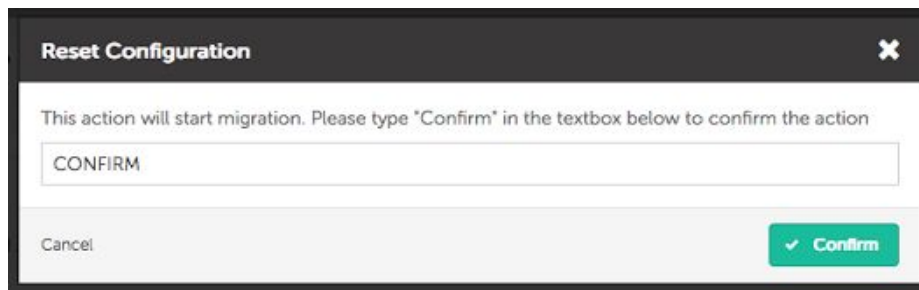 Reset Configuration
This action will start migration. Please type "Confirm" in the textbox below to confirm the action
CONFIRM
Cancel
Confirm